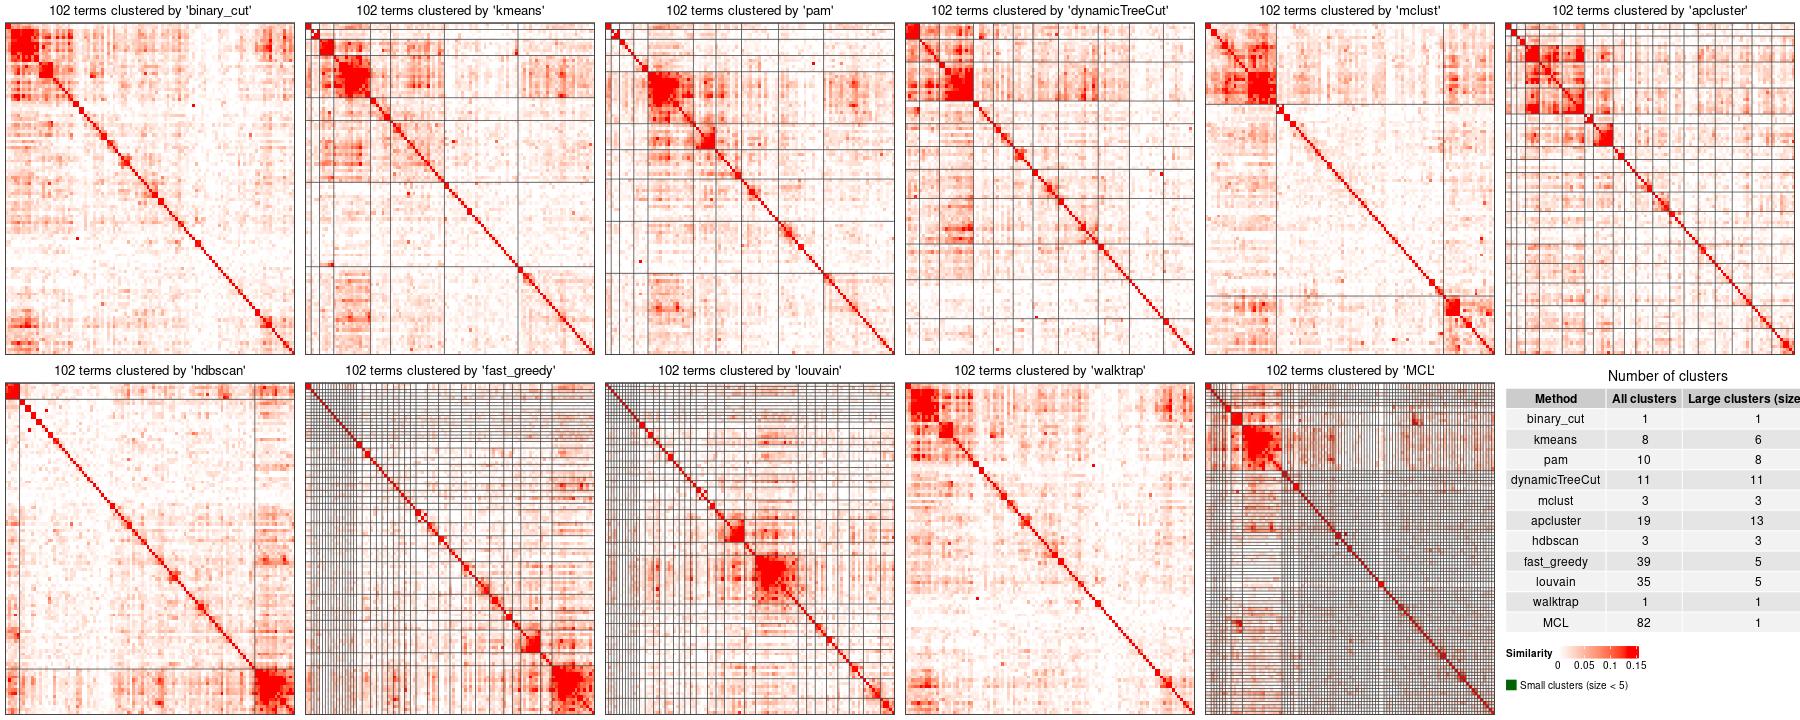 102 terms clustered by 'binary_cut'
102 terms clustered by 'kmeans'
102 terms clustered by 'pam'
102 terms clustered by 'dynamicTreeCut'
102 terms clustered by 'mclust'
102 terms clustered by 'apcluster'
102 terms clustered by 'hdbscan'
102 terms clustered by 'fast_greedy'
102 terms clustered by 'louvain'
102 terms clustered by 'walktrap'
102 terms clustered by 'MCL'
Number of clusters
Method All clusters Large clusters (size
binary_cut 1 1
kmeans 8 6
pam 10 8
dynamicTreeCut 11 11
mclust 3 3
apcluster 19 13
hdbscan 3 3
fast_greedy 39 5
louvain 35 5
walktrap 1 1
MCL 82 1
Similarity
0 0.05 0.1 0.15
Small clusters (size < 5)